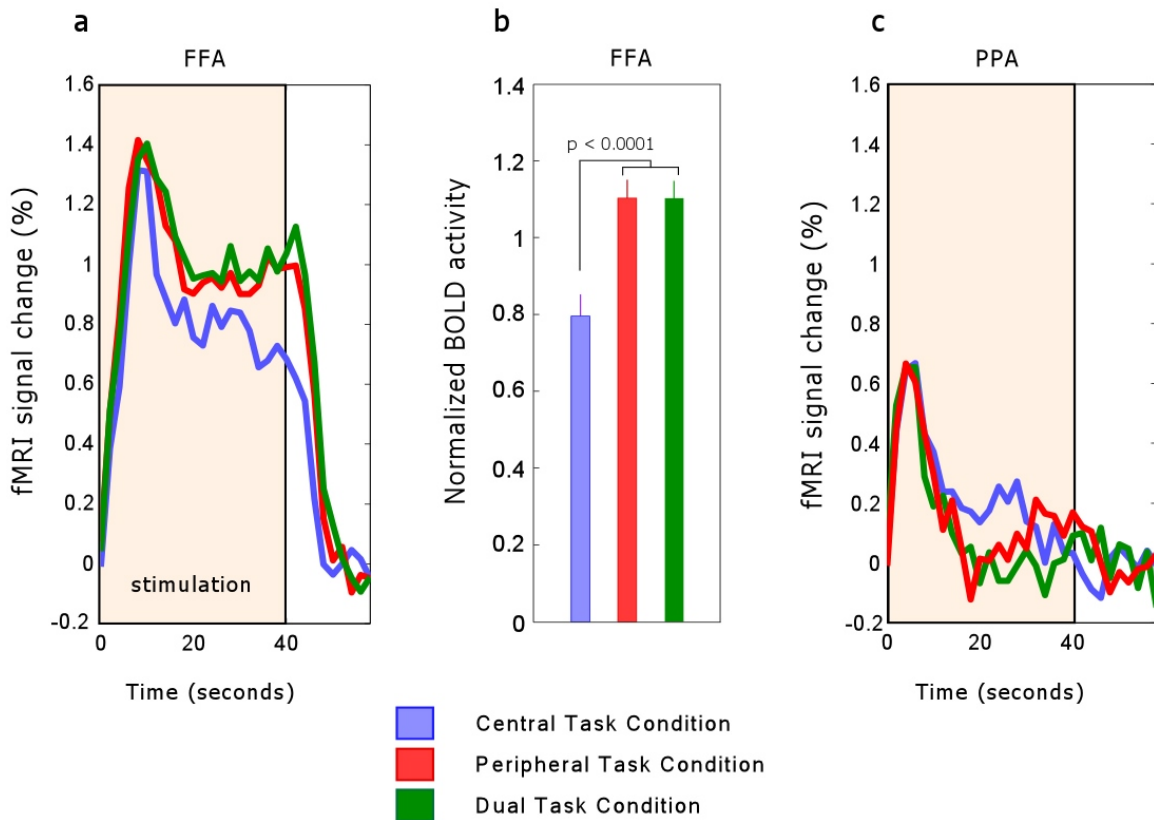 a
FFA
fMRI signal change (%)
1.6
1.4
1.2
1
0.8
0.6
0.4
0.2
0
-0.2
stimulation
0
20
40
Time (seconds)
b
FFA
Normalized BOLD activity
1.4
1.2
1
0.8
0.6
0.4
0.2
0
p < 0.0001
c
PPA
fMRI signal change (%)
1.6
1.4
1.2
1
0.8
0.6
0.4
0.2
0
-0.2
0
20
40
Time (seconds)
Central Task Condition
Peripheral Task Condition
Dual Task Condition